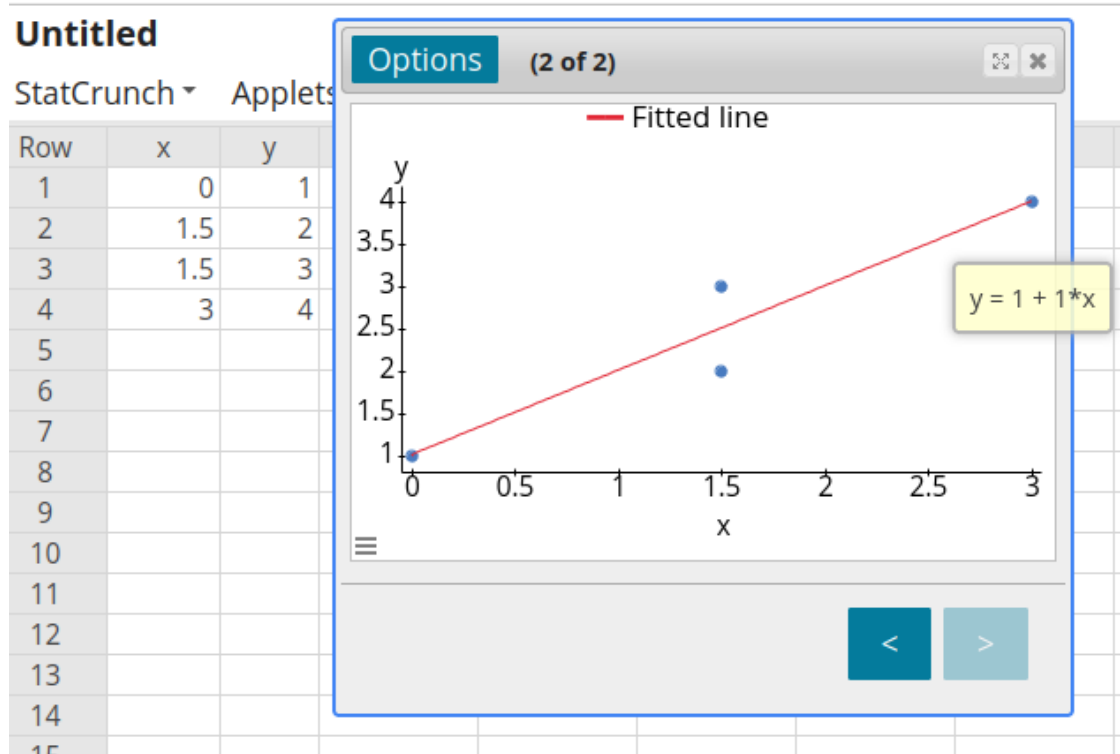 Untitled
StatCrunch Applets
Row x y
1 0 1
2 1.5 2
3 1.5 3
4 3 4
5
6
7
8
9
10
11
12
13
14
15
Options (2 of 2)
Fitted line
y
4
3.5
3
2.5
2
1.5
1
0 0.5 1 1.5 2 2.5 3
x
y = 1 + 1*x
< >